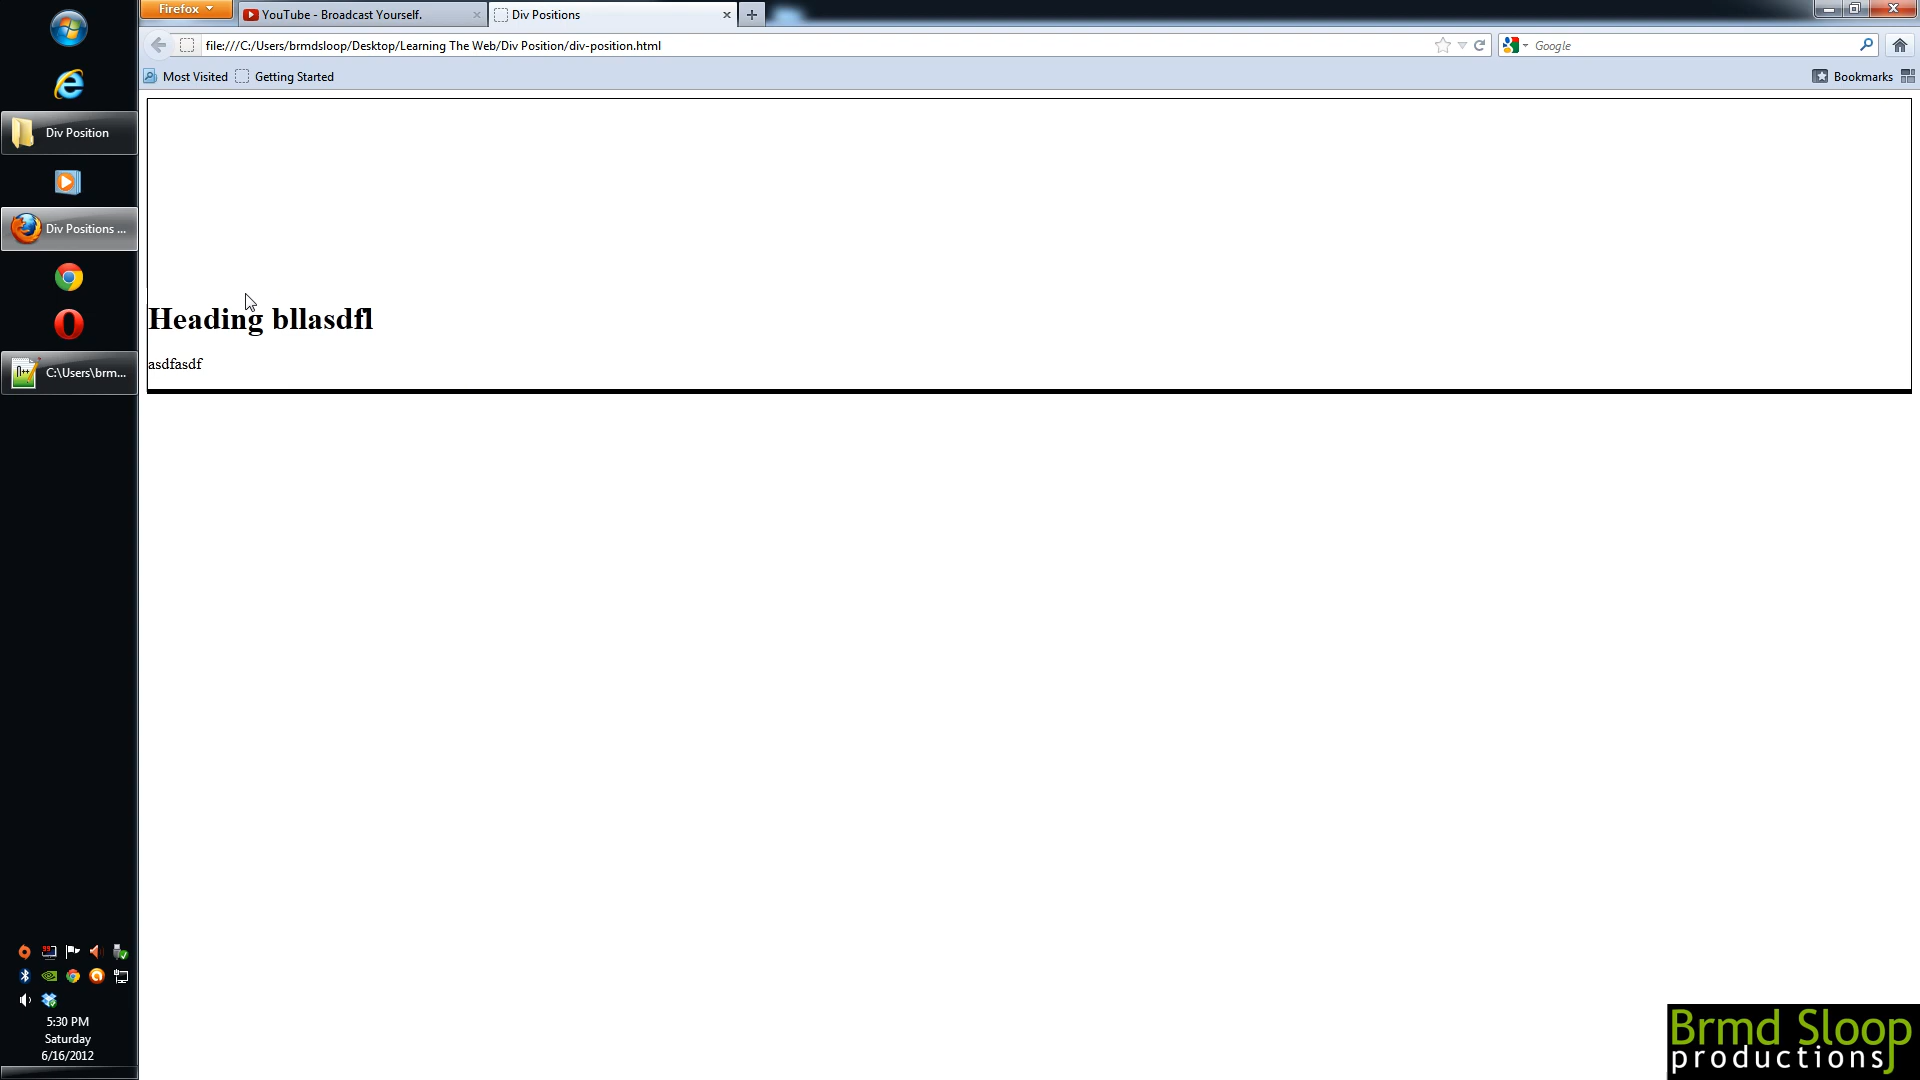 Firefox
YouTube - Broadcast Yourself.
Div Positions
file:///C:/Users/brmdsloop/Desktop/Learning The Web/Div Position/div-position.html
Google
Most Visited
Getting Started
Bookmarks
Div Position
Div Positions ...
C:\Users\brm...
Heading bllasdfl
asdfasdf
5:30 PM
Saturday
6/16/2012
Brmd Sloop
productions